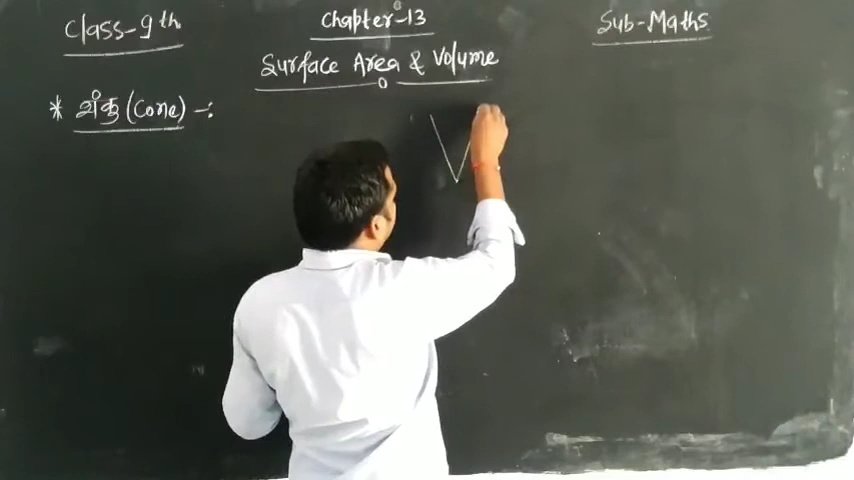 Class-9th Chapter-13 Sub-Maths
Surface Area & Volume
* शंकु (Cone) -: